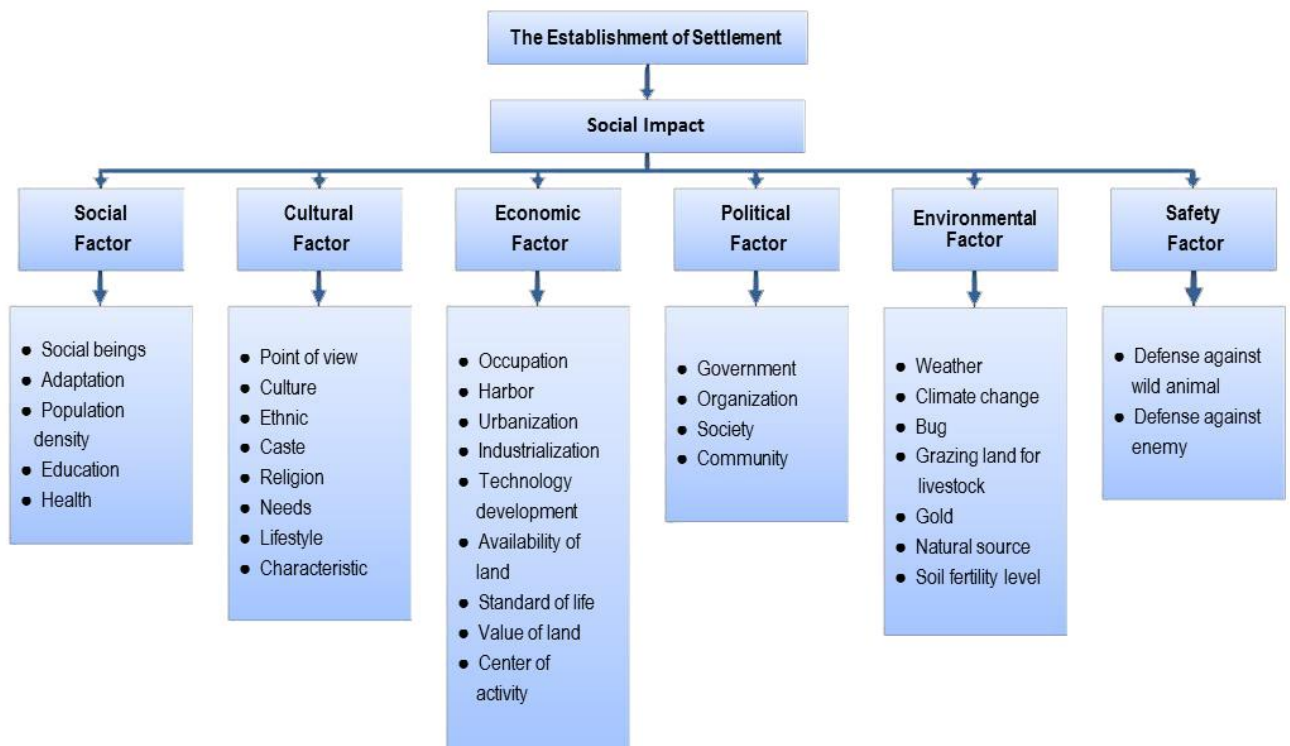 The Establishment of Settlement
Social Impact
Social
Factor
Cultural
Factor
Economic
Factor
Political
Factor
Environmental
Factor
Safety
Factor
● Social beings
● Adaptation
● Population
density
● Education
● Health
● Point of view
● Culture
● Ethnic
● Caste
● Religion
● Needs
● Lifestyle
● Characteristic
● Occupation
● Harbor
● Urbanization
● Industrialization
● Technology
development
● Availability of
land
● Standard of life
● Value of land
● Center of
activity
● Government
● Organization
● Society
● Community
● Weather
● Climate change
● Bug
● Grazing land for
livestock
● Gold
● Natural source
● Soil fertility level
● Defense against
wild animal
● Defense against
enemy